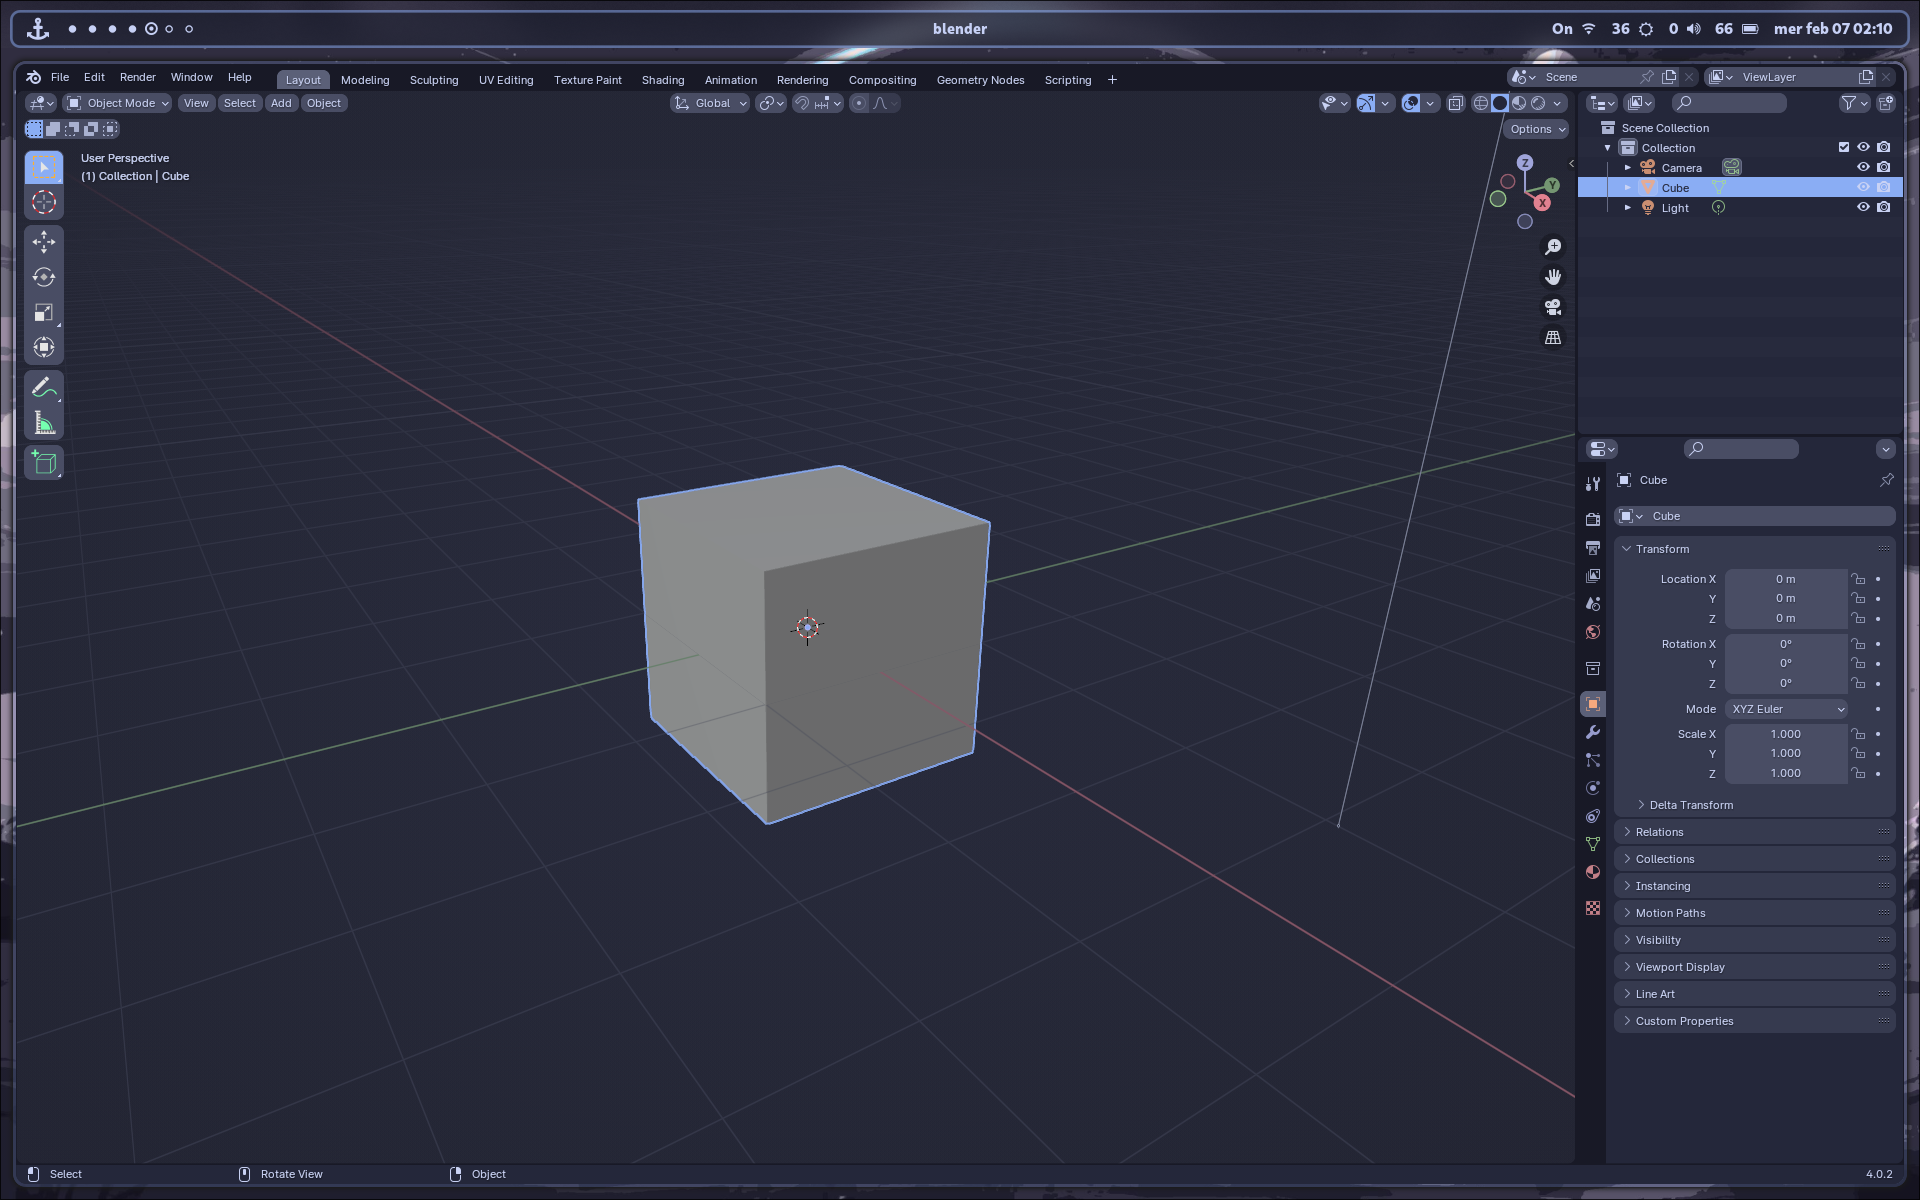 blender
On 36 0 66 mer feb 07 02:10
File Edit Render Window Help Layout Modeling Sculpting UV Editing Texture Paint Shading Animation Rendering Compositing Geometry Nodes Scripting + Scene ViewLayer
Object Mode View Select Add Object Global
Options
User Perspective
(1) Collection | Cube
Z
Y
X
Scene Collection
Collection
Camera
Cube
Light
Cube
Cube
Transform
Location X 0 m
Y 0 m
Z 0 m
Rotation X 0°
Y 0°
Z 0°
Mode XYZ Euler
Scale X 1.000
Y 1.000
Z 1.000
Delta Transform
Relations
Collections
Instancing
Motion Paths
Visibility
Viewport Display
Line Art
Custom Properties
Select Rotate View Object 4.0.2